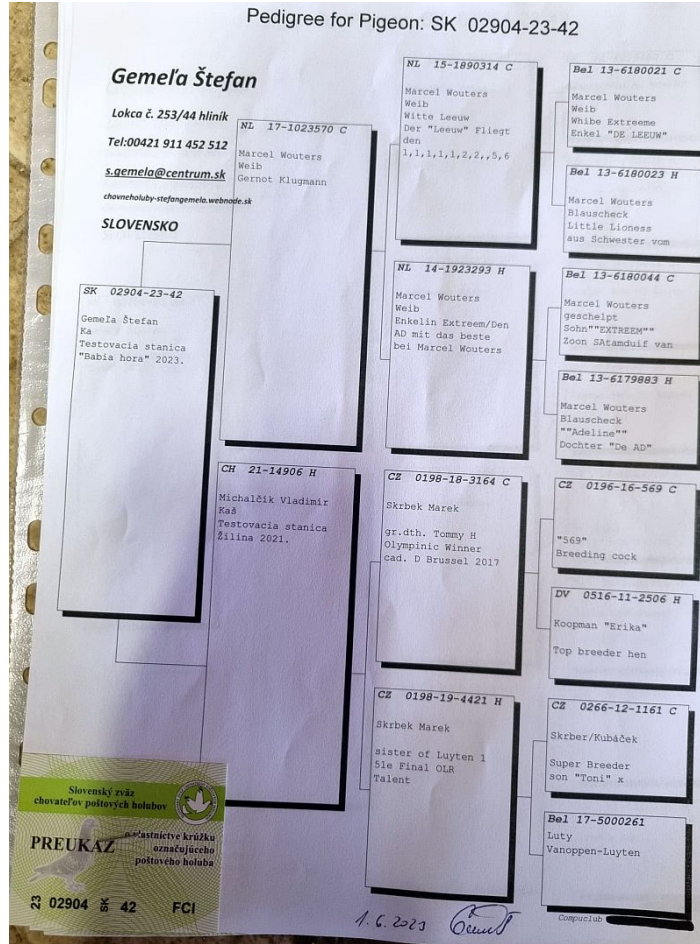 Pedigree for Pigeon: SK 02904-23-42
Gemeľa Štefan
Lokca č. 253/44 hliník
Tel:00421 911 452 512
s.gemela@centrum.sk
chovneholuby-stefangemela.webnode.sk
SLOVENSKO
SK 02904-23-42
Gemeľa Štefan
Ka
Testovacia stanica
"Babia hora" 2023.
NL 17-1023570 C
Marcel Wouters
Weib
Gernot Klugmann
CH 21-14906 H
Michalčík Vladimír
Kaš
Testovacia stanica
Žilina 2021.
NL 15-1890314 C
Marcel Wouters
Weib
Witte Leeuw
Der "Leeuw" Fliegt
den
1,1,1,1,1,2,2,,5,6
NL 14-1923293 H
Marcel Wouters
Weib
Enkelin Extreem/Den
AD mit das beste
bei Marcel Wouters
CZ 0198-18-3164 C
Skrbek Marek
gr.dth. Tommy H
Olympinic Winner
cad. D Brussel 2017
CZ 0198-19-4421 H
Skrbek Marek
sister of Luyten 1
5le Final OLR
Talent
Bel 13-6180021 C
Marcel Wouters
Weib
Whibe Extreeme
Enkel "DE LEEUW"
Bel 13-6180023 H
Marcel Wouters
Blauscheck
Little Lioness
aus Schwester vom
Bel 13-6180044 C
Marcel Wouters
geschelpt
Sohn""EXTREEM""
Zoon SAtamduif van
Bel 13-6179883 H
Marcel Wouters
Blauscheck
""Adeline""
Dochter "De AD"
CZ 0196-16-569 C
"569"
Breeding cock
DV 0516-11-2506 H
Koopman "Erika"
Top breeder hen
CZ 0266-12-1161 C
Skrber/Kubáček
Super Breeder
son "Toni" x
Bel 17-5000261
Luty
Vanoppen-Luyten
Slovenský zväz
chovateľov poštových holubov
PREUKAZ
o vlastníctve krúžku
označujúceho
poštového holuba
23 02904 SK 42 FCI
1.6.2023
Compuclub